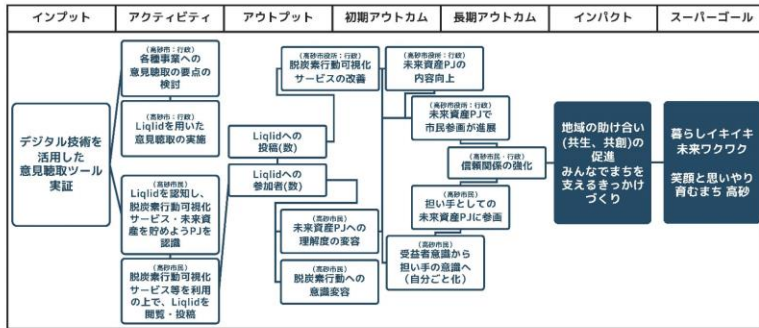 インプット
アクティビティ
アウトプット
初期アウトカム
長期アウトカム
インパクト
スーパーゴール
デジタル技術を
活用した
意見聴取ツール
実証
(高砂市:行政)
各種事業への
意見聴取の要点の
検討
(高砂市:行政)
Liqlidを用いた
意見聴取の実施
(高砂市民)
Liqlidを認知し、
脱炭素行動可視化
サービス・未来資
産を貯めようPJを
認識
(高砂市民)
脱炭素行動可視化
サービス等を利用
の上で、Liqlidを
閲覧・投稿
Liqlidへの
投稿(数)
Liqlidへの
参加者(数)
(高砂市役所:行政)
脱炭素行動可視化
サービスの改善
(高砂市民)
未来資産PJへの
理解度の変容
(高砂市民)
脱炭素行動への
意識変容
(高砂市役所:行政)
未来資産PJの
内容向上
(高砂市役所:行政)
未来資産PJで
市民参画が進展
(高砂市民・行政)
信頼関係の強化
(高砂市民)
担い手としての
未来資産PJに参画
(高砂市民)
受益者意識から
担い手の意識へ
(自分ごと化)
地域の助け合い
(共生、共創)の
促進
みんなでまちを
支えるきっかけ
づくり
暮らしイキイキ
未来ワクワク
笑顔と思いやり
育むまち 高砂